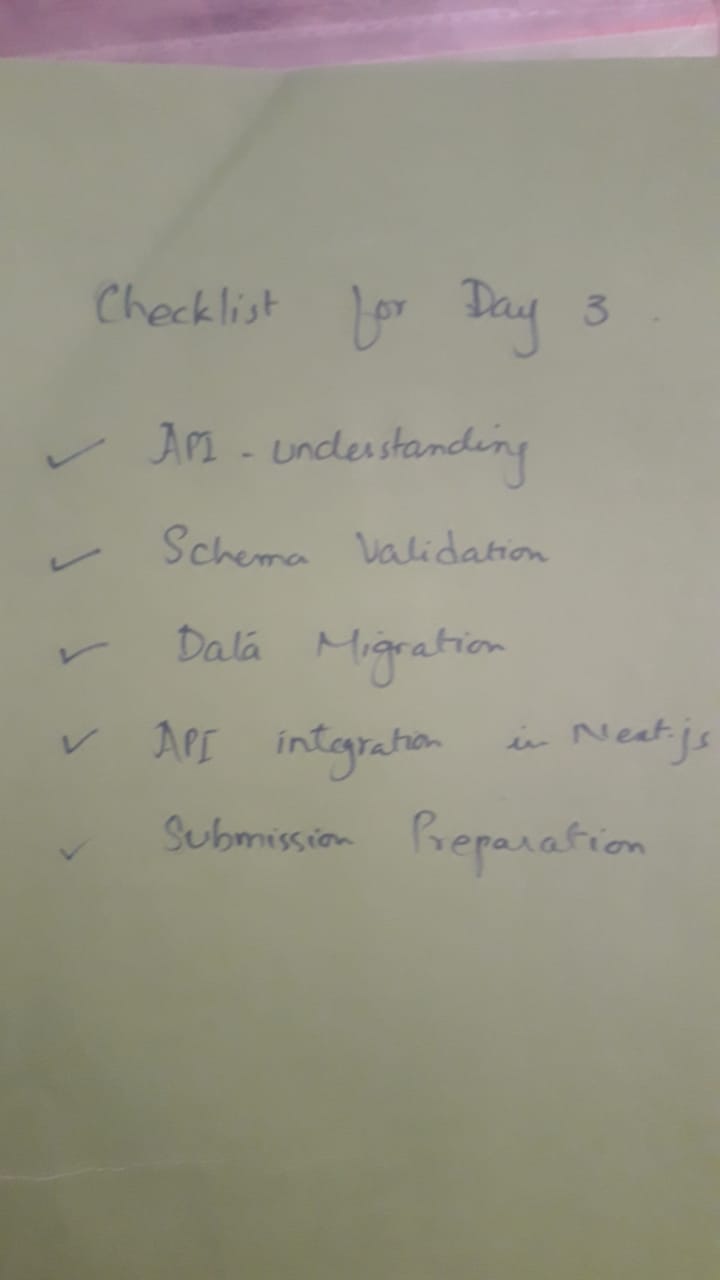 Checklist for Day 3.
✓ API - understanding
✓ Schema Validation
✓ Data Migration
✓ API integration in Next.js
✓ Submission Preparation